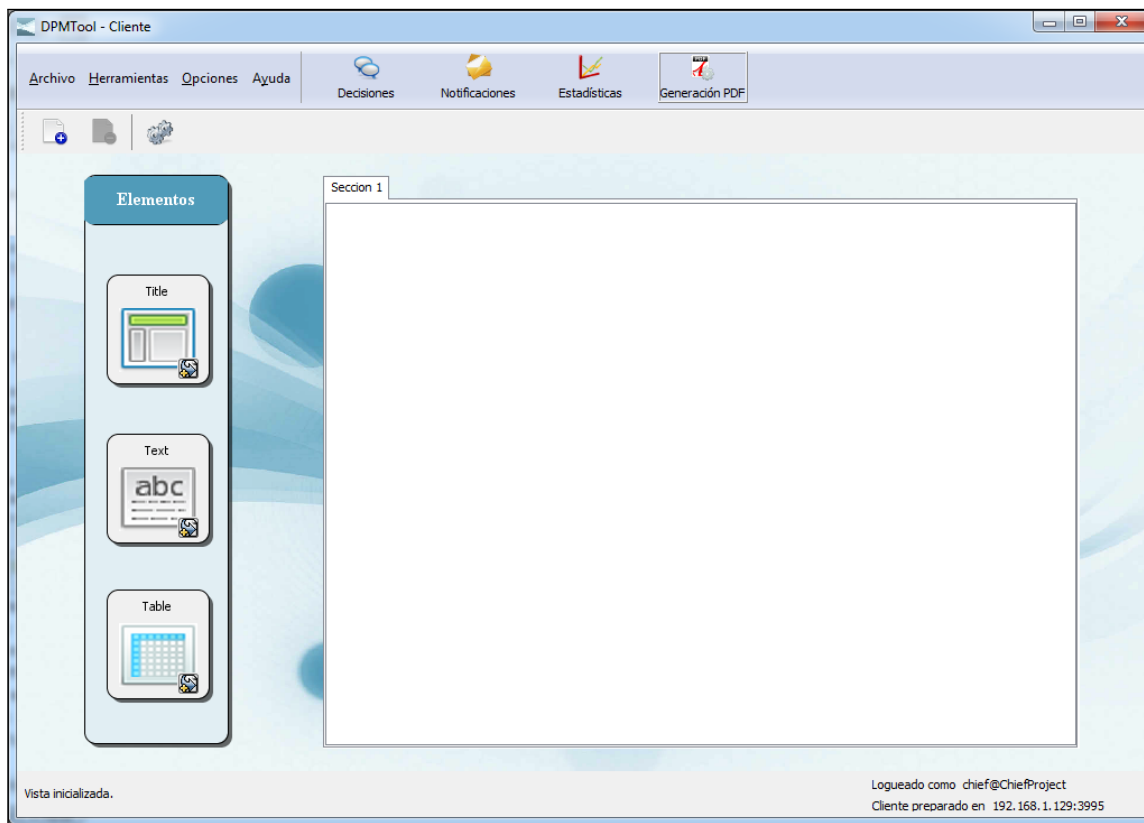 DPMTool - Cliente
Archivo Herramientas Opciones Ayuda
Decisiones Notificaciones Estadísticas Generación PDF
PDF
Elementos
Seccion 1
Title
Text
abc
Table
Vista inicializada.
Logueado como chief@ChiefProject
Cliente preparado en 192.168.1.129:3995